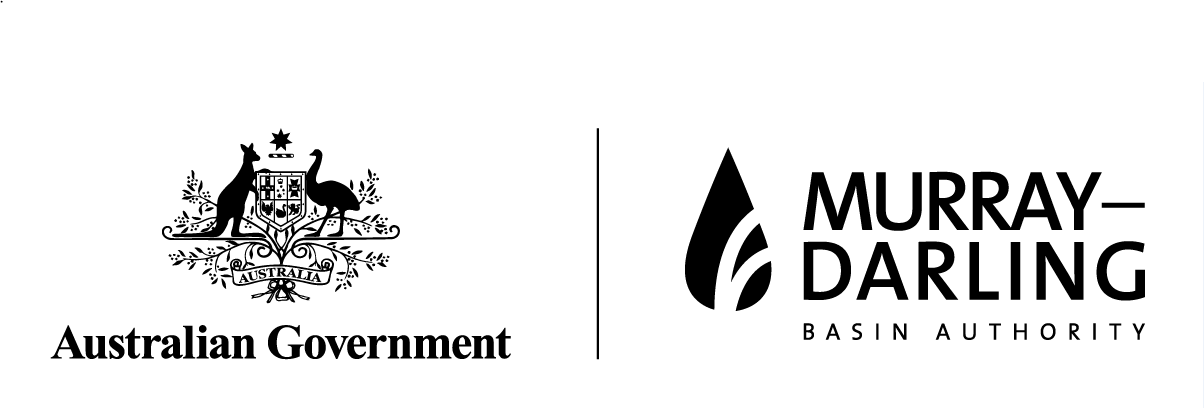 AUSTRALIA
Australian Government
MURRAY–
DARLING
BASIN AUTHORITY